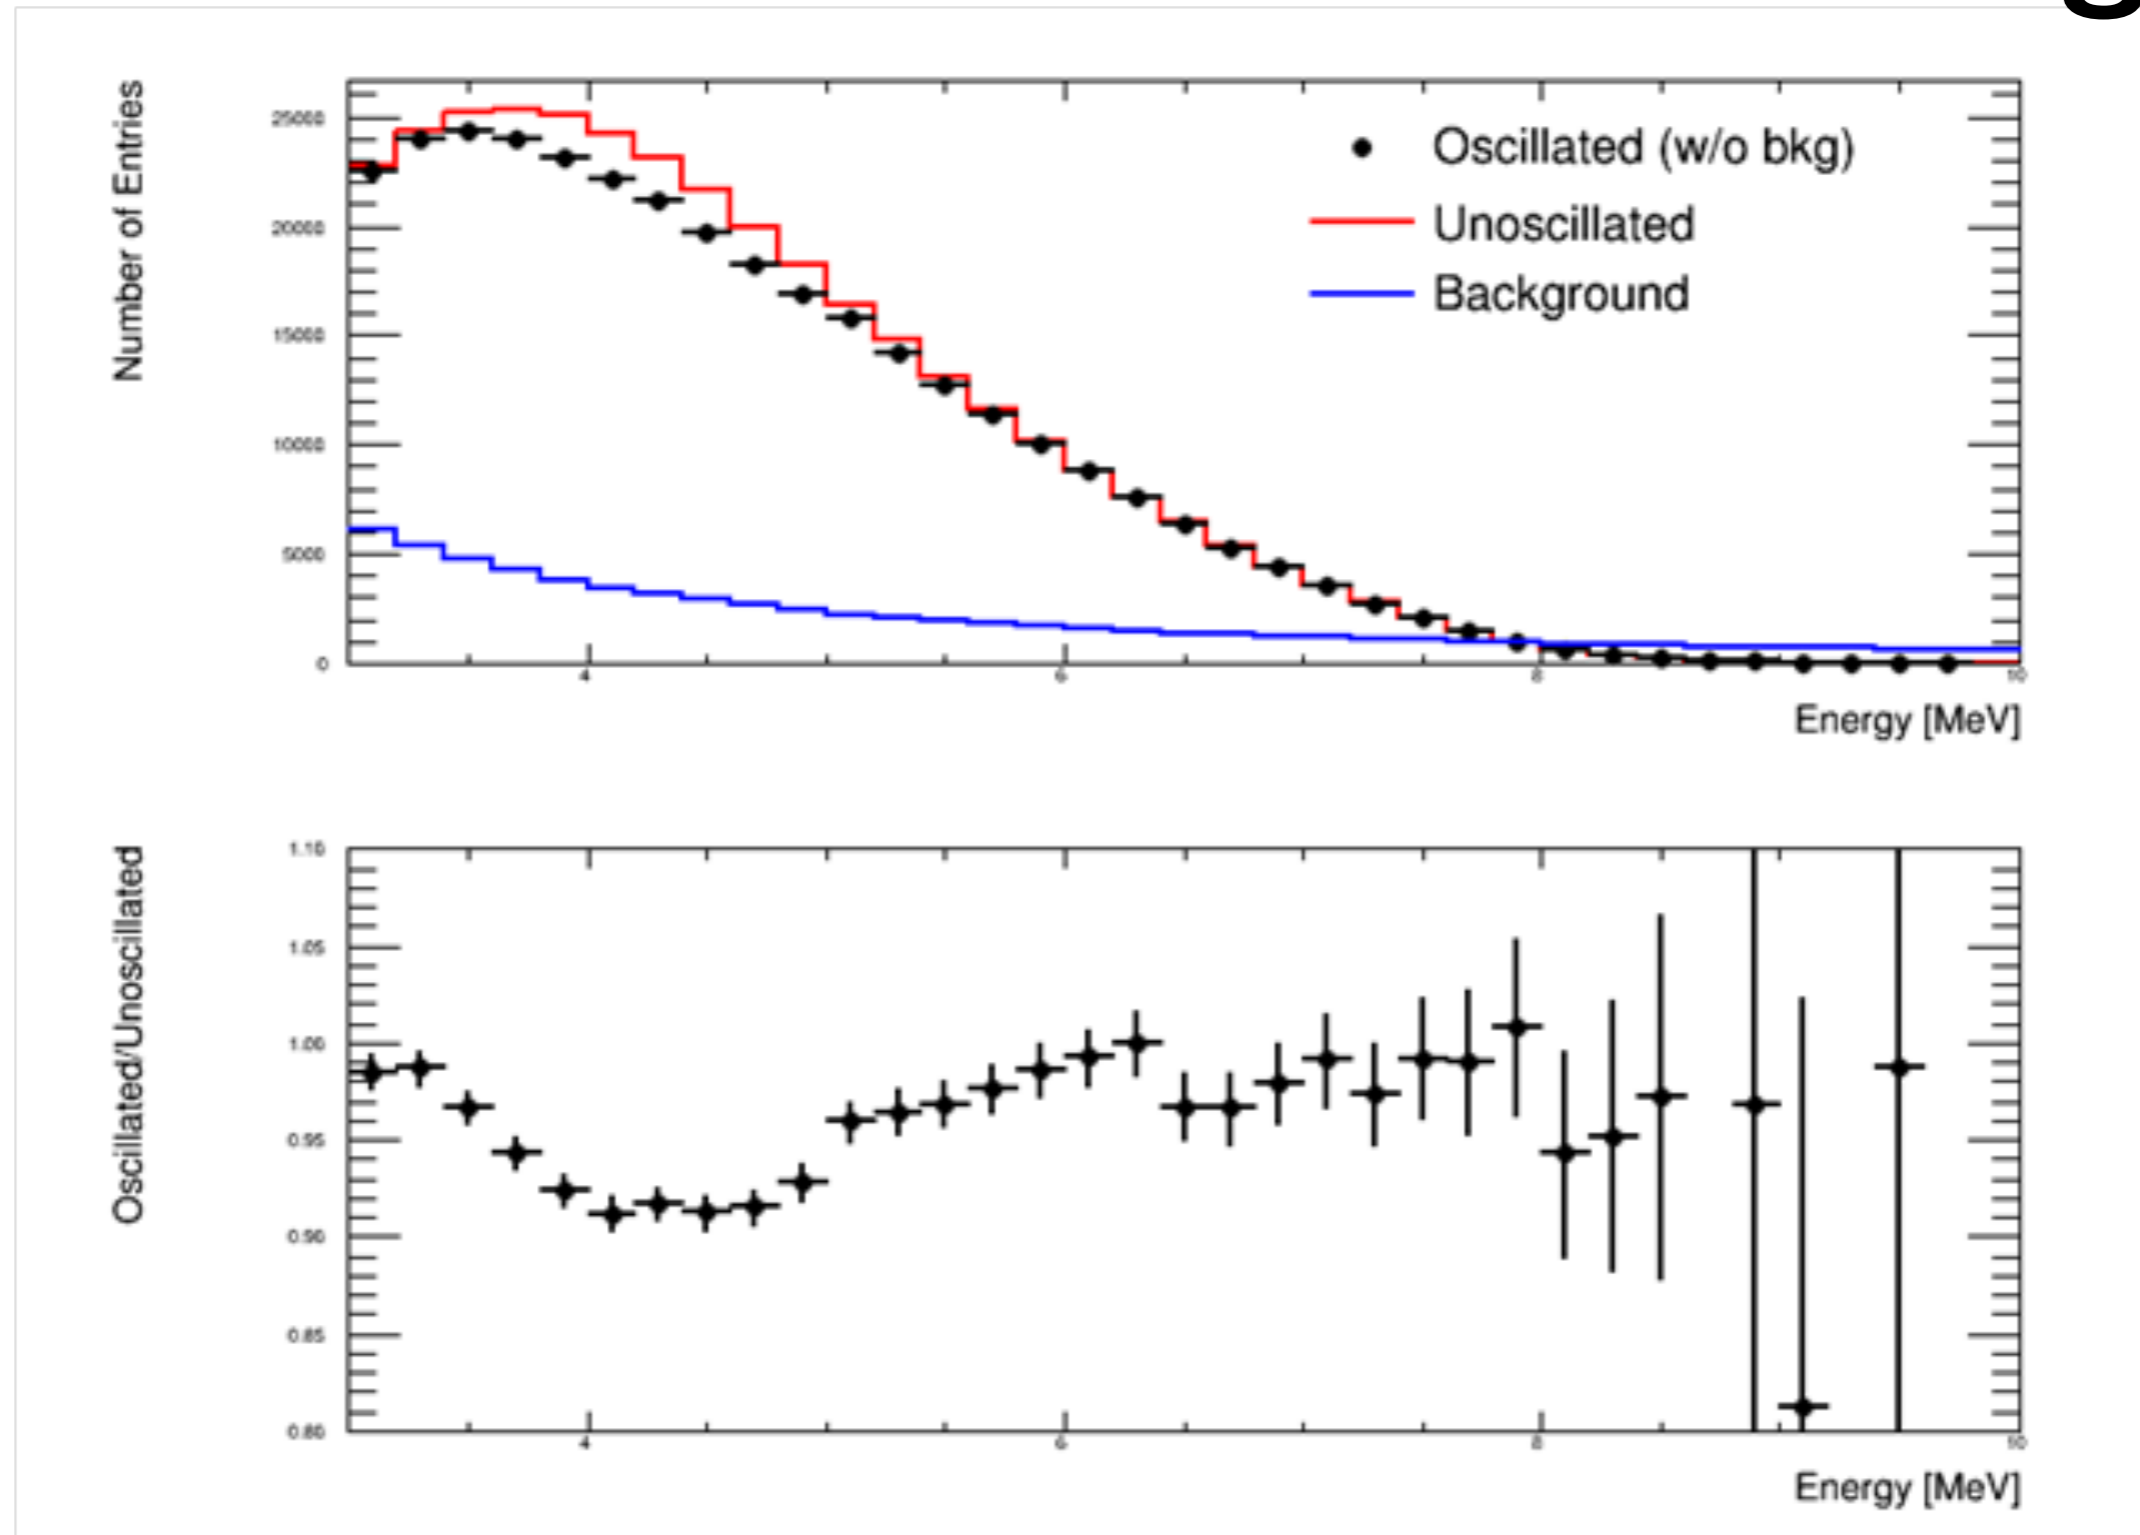 g
Number of Entries
25000
20000
15000
10000
5000
0
Oscillated (w/o bkg)
Unoscillated
Background
4
6
8
10
Energy [MeV]
Oscillated/Unoscillated
1.10
1.05
1.00
0.95
0.90
0.85
0.80
4
6
8
10
Energy [MeV]